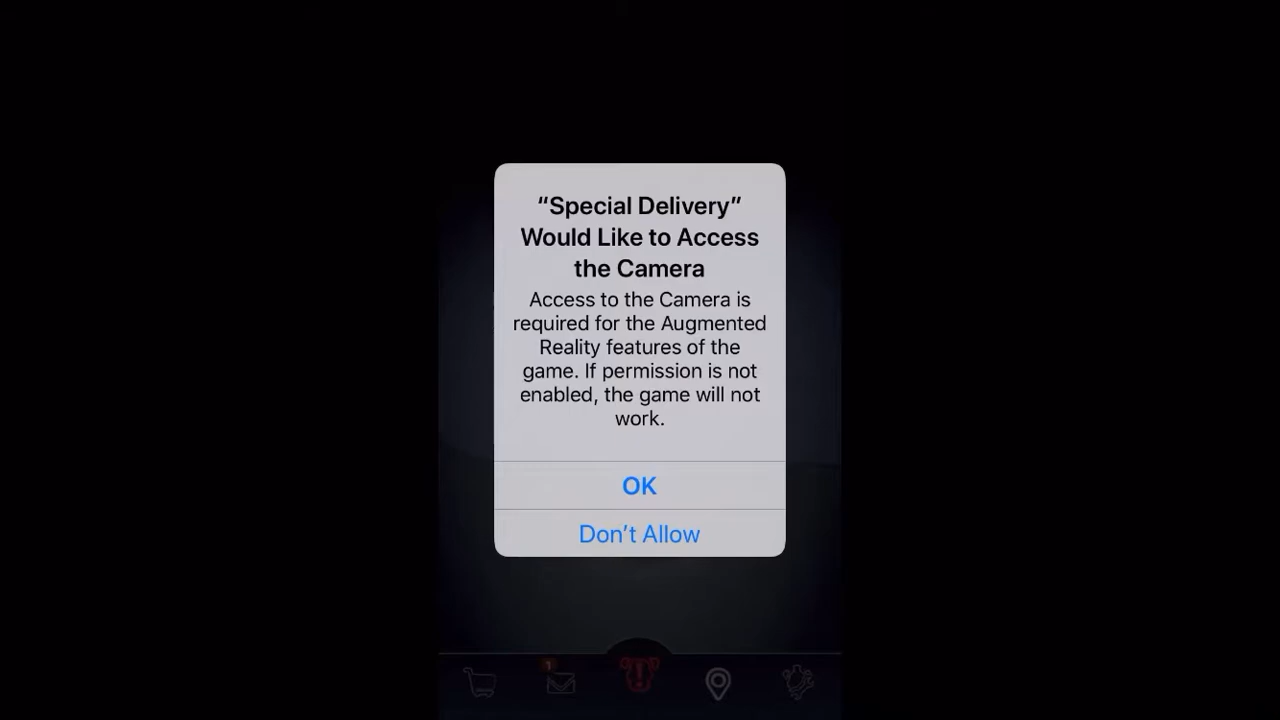 “Special Delivery”
Would Like to Access
the Camera
Access to the Camera is
required for the Augmented
Reality features of the
game. If permission is not
enabled, the game will not
work.
OK
Don’t Allow
1